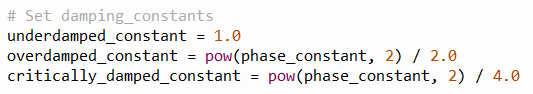 # Set damping_constants
underdamped_constant = 1.0
overdamped_constant = pow(phase_constant, 2) / 2.0
critically_damped_constant = pow(phase_constant, 2) / 4.0